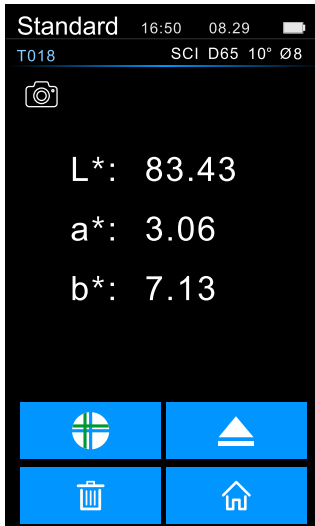 Standard 16:50 08.29
T018 SCI D65 10° Ø8
L*: 83.43
a*: 3.06
b*: 7.13